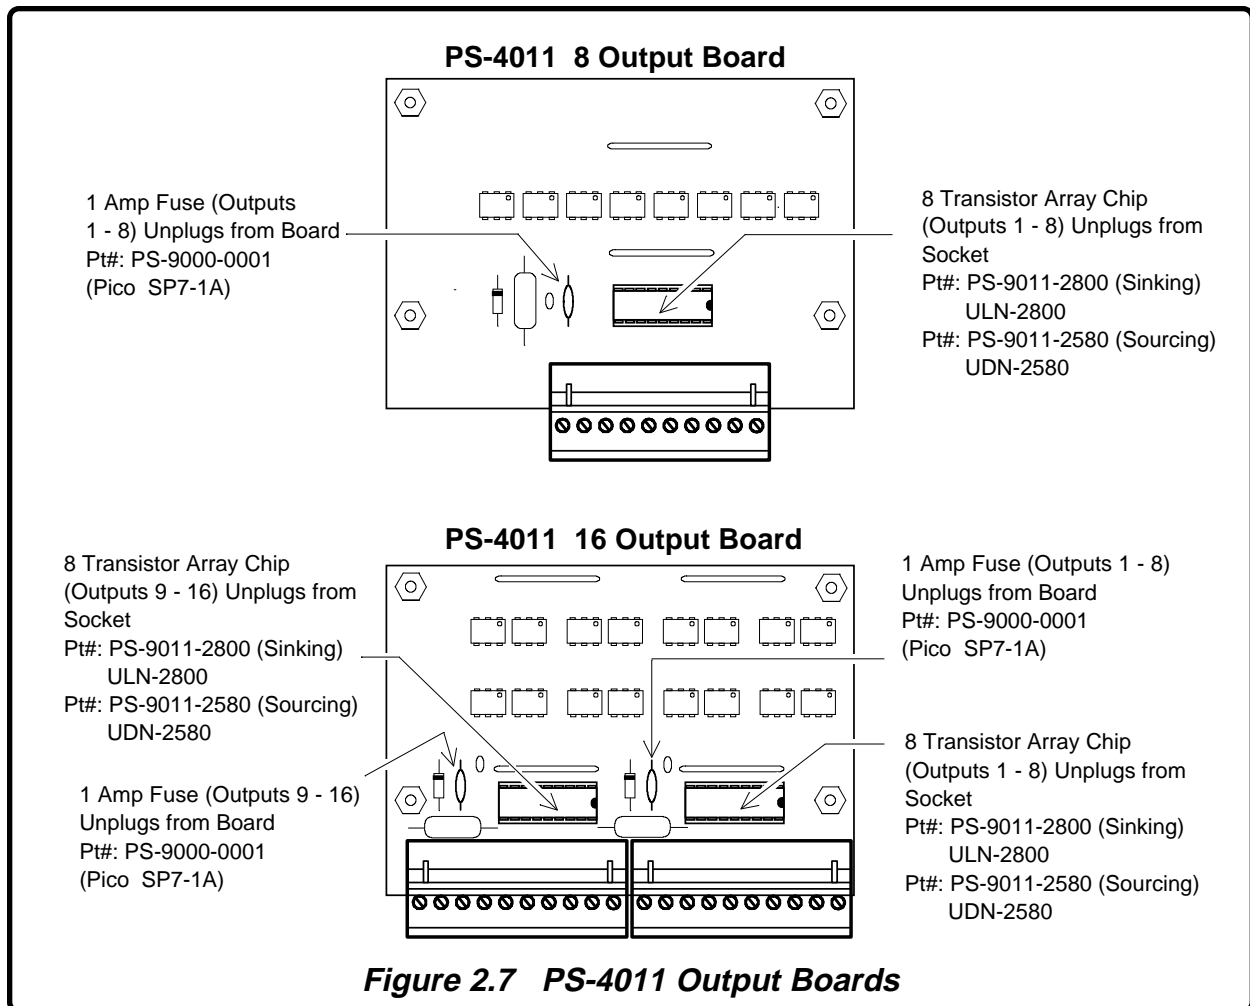 PS-4011 8 Output Board
1 Amp Fuse (Outputs
1 - 8) Unplugs from Board
Pt#: PS-9000-0001
(Pico SP7-1A)
8 Transistor Array Chip
(Outputs 1 - 8) Unplugs from
Socket
Pt#: PS-9011-2800 (Sinking)
ULN-2800
Pt#: PS-9011-2580 (Sourcing)
UDN-2580
PS-4011 16 Output Board
8 Transistor Array Chip
(Outputs 9 - 16) Unplugs from
Socket
Pt#: PS-9011-2800 (Sinking)
ULN-2800
Pt#: PS-9011-2580 (Sourcing)
UDN-2580
1 Amp Fuse (Outputs 9 - 16)
Unplugs from Board
Pt#: PS-9000-0001
(Pico SP7-1A)
1 Amp Fuse (Outputs 1 - 8)
Unplugs from Board
Pt#: PS-9000-0001
(Pico SP7-1A)
8 Transistor Array Chip
(Outputs 1 - 8) Unplugs from
Socket
Pt#: PS-9011-2800 (Sinking)
ULN-2800
Pt#: PS-9011-2580 (Sourcing)
UDN-2580
Figure 2.7 PS-4011 Output Boards